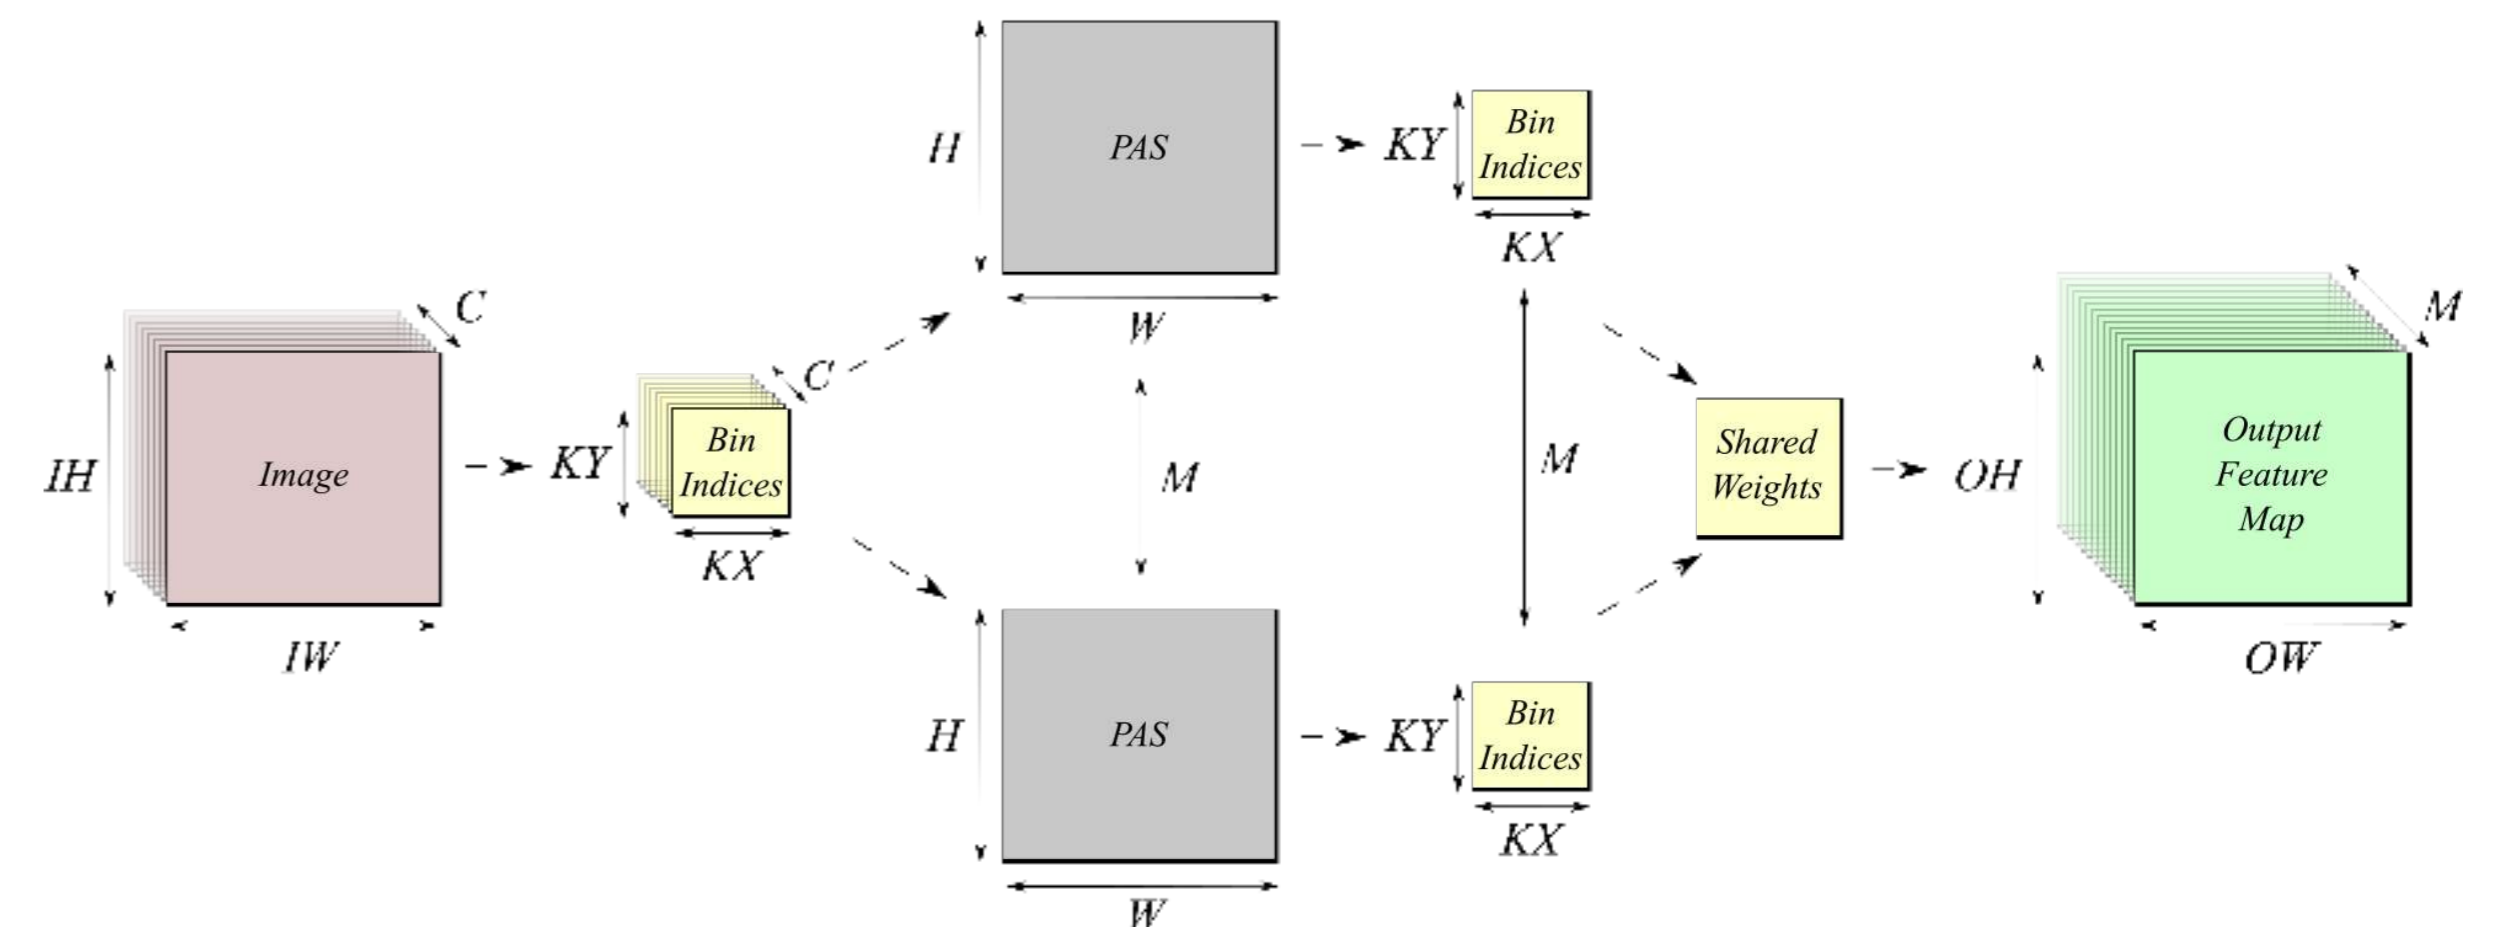 IH
Image
IW
C
KY
Bin
Indices
KX
C
H
PAS
W
M
H
PAS
W
KY
Bin
Indices
KX
M
KY
Bin
Indices
KX
Shared
Weights
OH
Output
Feature
Map
OW
M